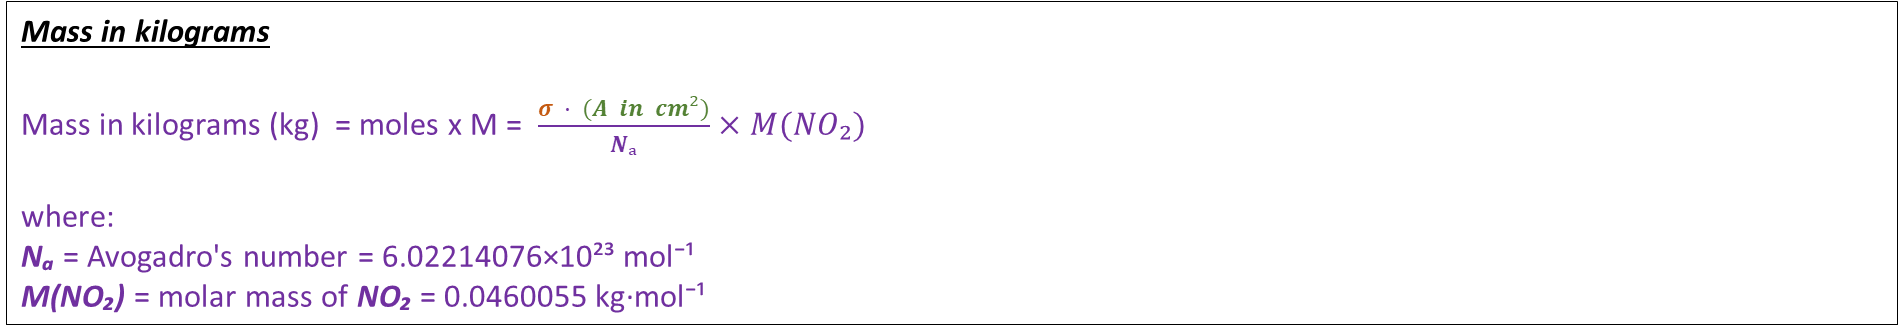 Mass in kilograms
Mass in kilograms (kg) = moles x M = σ · (A in cm²) / Nₐ × M(NO₂)
where:
Nₐ = Avogadro's number = 6.02214076×10²³ mol⁻¹
M(NO₂) = molar mass of NO₂ = 0.0460055 kg·mol⁻¹